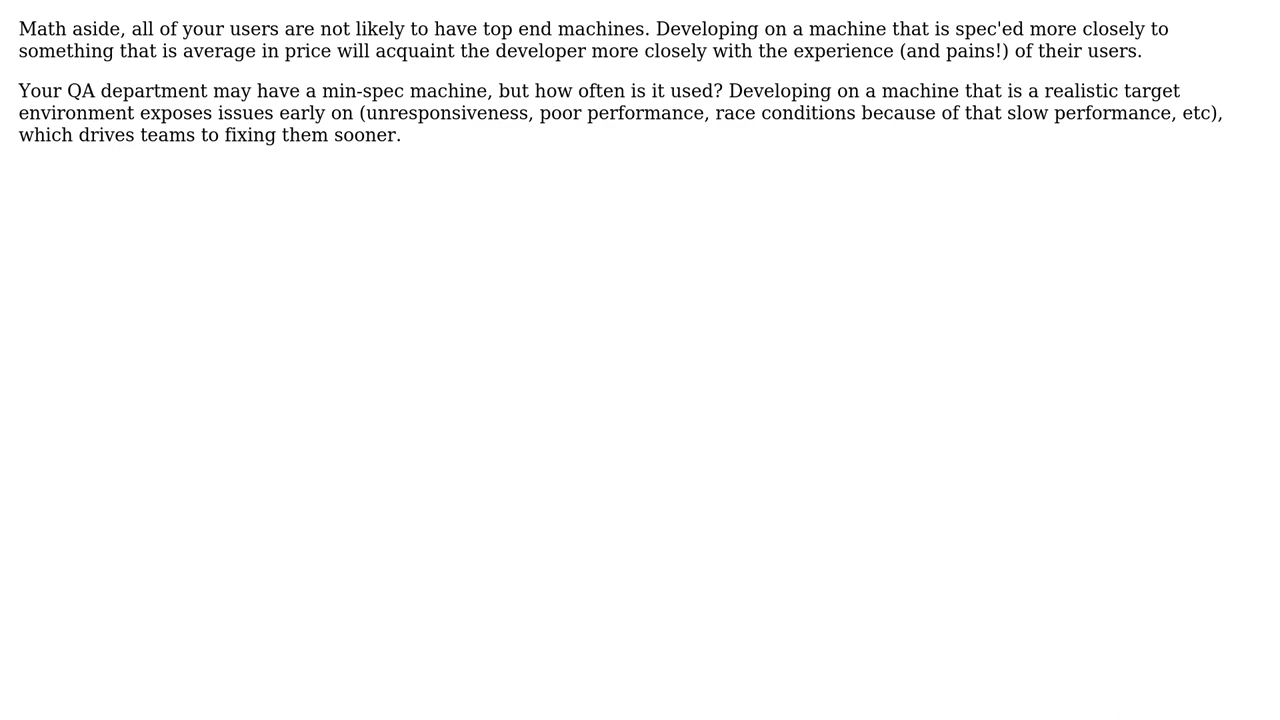 Math aside, all of your users are not likely to have top end machines. Developing on a machine that is spec'ed more closely to
something that is average in price will acquaint the developer more closely with the experience (and pains!) of their users.
Your QA department may have a min-spec machine, but how often is it used? Developing on a machine that is a realistic target
environment exposes issues early on (unresponsiveness, poor performance, race conditions because of that slow performance, etc),
which drives teams to fixing them sooner.